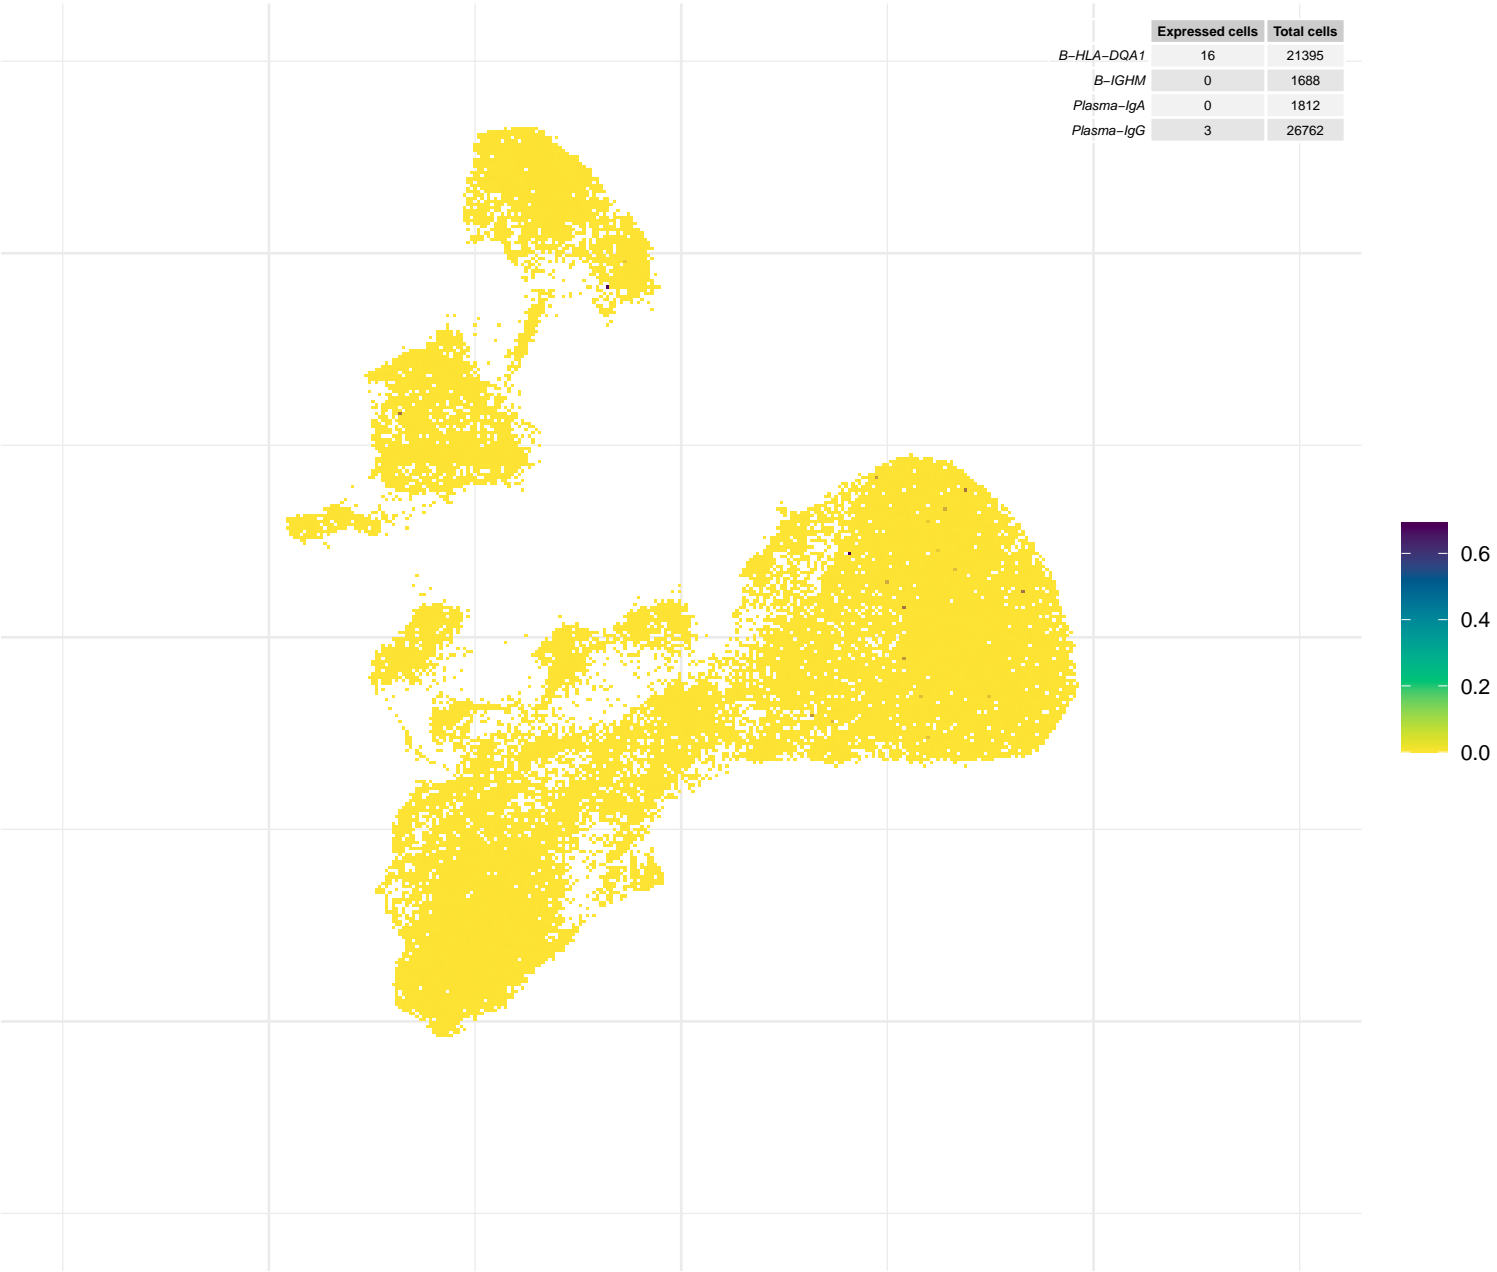 Expressed cells Total cells
B−HLA−DQA1 16 21395
B−IGHM 0 1688
Plasma−IgA 0 1812
Plasma−IgG 3 26762
0.6
0.4
0.2
0.0